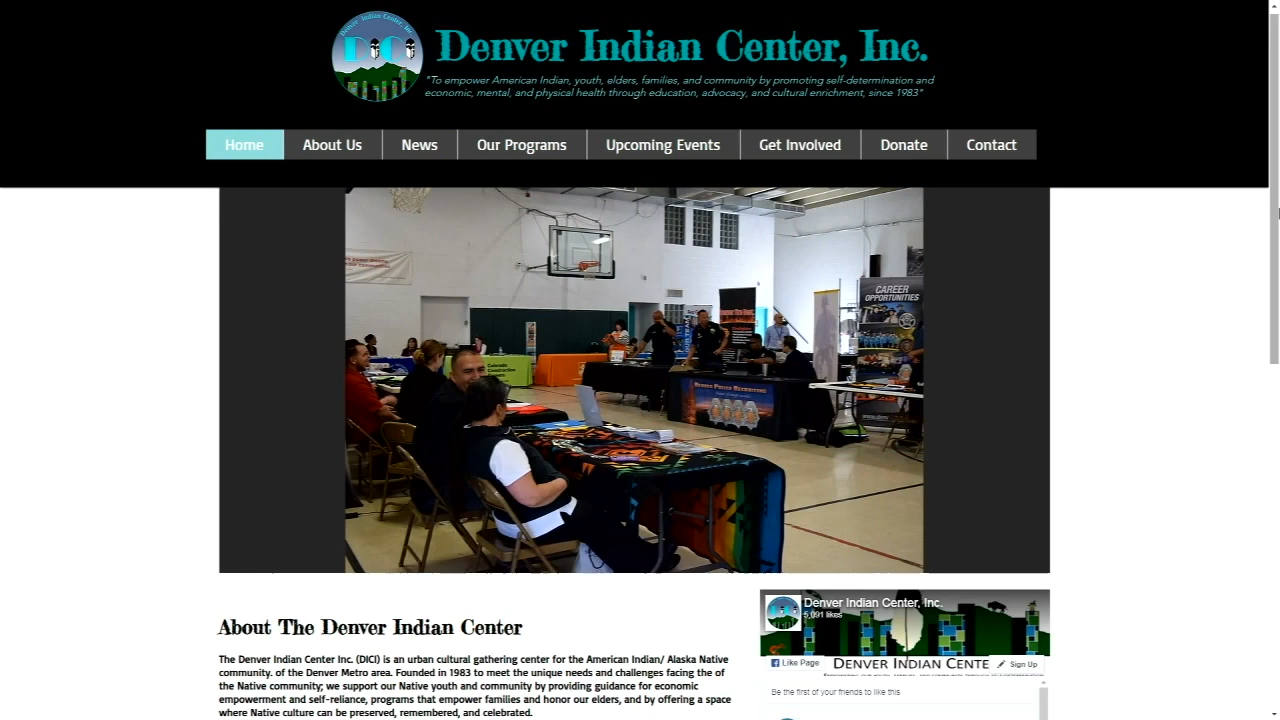 Denver Indian Center, Inc.
Denver Indian Center, Inc.
"To empower American Indian, youth, elders, families, and community by promoting self-determination and
economic, mental, and physical health through education, advocacy, and cultural enrichment, since 1983"
Home
About Us
News
Our Programs
Upcoming Events
Get Involved
Donate
Contact
CAREER
OPPORTUNITIES
DENVER POLICE RECRUITING
About The Denver Indian Center
The Denver Indian Center Inc. (DICI) is an urban cultural gathering center for the American Indian/ Alaska Native
community. of the Denver Metro area. Founded in 1983 to meet the unique needs and challenges facing the of
the Native community; we support our Native youth and community by providing guidance for economic
empowerment and self-reliance, programs that empower families and honor our elders, and by offering a space
where Native culture can be preserved, remembered, and celebrated.
Denver Indian Center, Inc.
5,091 likes
Like Page
DENVER INDIAN CENTE
Sign Up
Be the first of your friends to like this